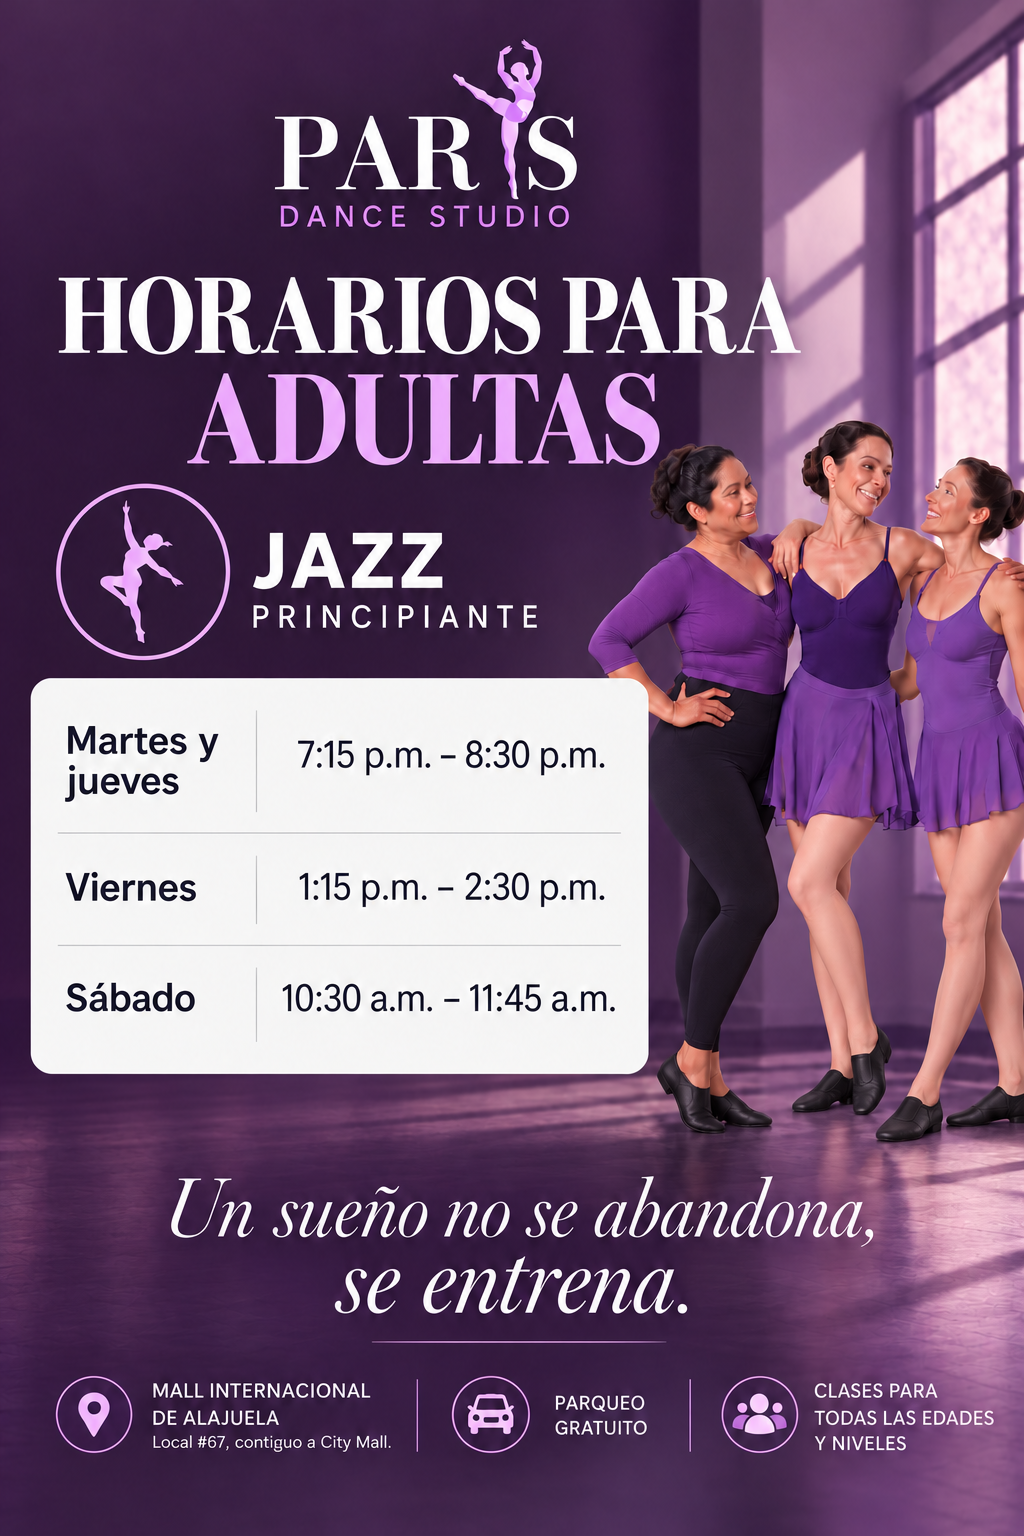 PARIS
DANCE STUDIO
HORARIOS PARA
ADULTAS
JAZZ
PRINCIPIANTE
Martes y
jueves
7:15 p.m. – 8:30 p.m.
Viernes
1:15 p.m. – 2:30 p.m.
Sábado
10:30 a.m. – 11:45 a.m.
Un sueño no se abandona,
se entrena.
MALL INTERNACIONAL
DE ALAJUELA
Local #67, contiguo a City Mall.
PARQUEO
GRATUITO
CLASES PARA
TODAS LAS EDADES
Y NIVELES